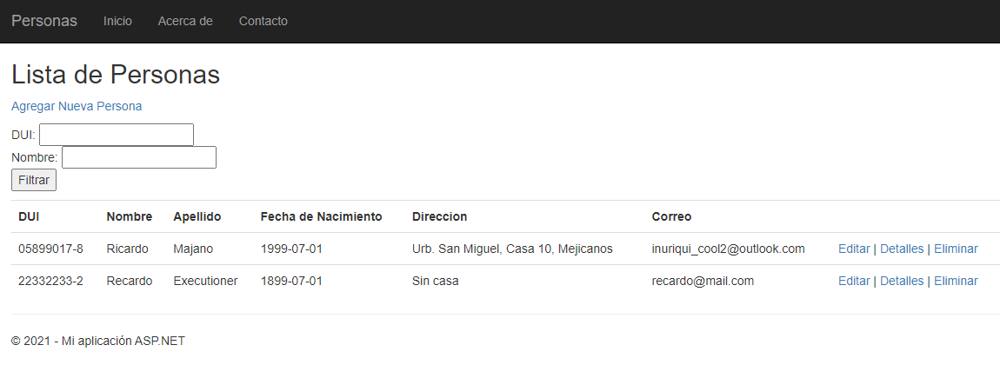 Personas Inicio Acerca de Contacto
Lista de Personas
Agregar Nueva Persona
DUI:
Nombre:
Filtrar
DUI Nombre Apellido Fecha de Nacimiento Direccion Correo
05899017-8 Ricardo Majano 1999-07-01 Urb. San Miguel, Casa 10, Mejicanos inuriqui_cool2@outlook.com Editar | Detalles | Eliminar
22332233-2 Recardo Executioner 1899-07-01 Sin casa recardo@mail.com Editar | Detalles | Eliminar
© 2021 - Mi aplicación ASP.NET